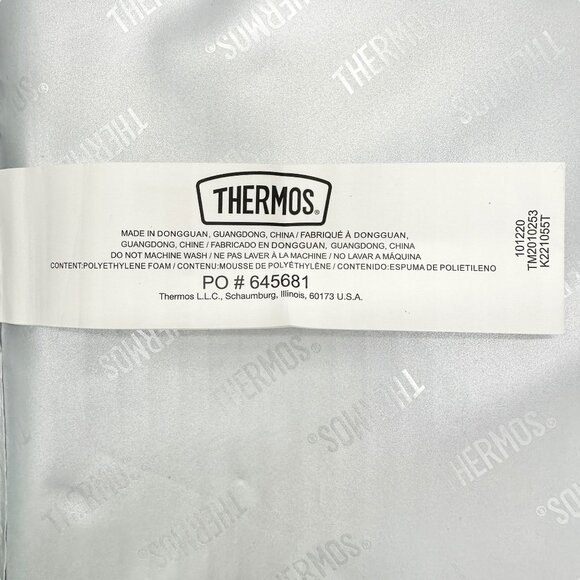 THERMOS®
MADE IN DONGGUAN, GUANGDONG, CHINA / FABRIQUÉ À DONGGUAN,
GUANGDONG, CHINE / FABRICADO EN DONGGUAN, GUANGDONG, CHINA
DO NOT MACHINE WASH / NE PAS LAVER À LA MACHINE / NO LAVAR A MÁQUINA
CONTENT:POLYETHYLENE FOAM / CONTENU:MOUSSE DE POLYÉTHYLÈNE / CONTENIDO:ESPUMA DE POLIETILENO
PO # 645681
Thermos L.L.C., Schaumburg, Illinois, 60173 U.S.A.
101220
TM2010253
K221055T
THERMOS
THERMOS
THERMOS
THERMOS
THERMOS
HERMOS®